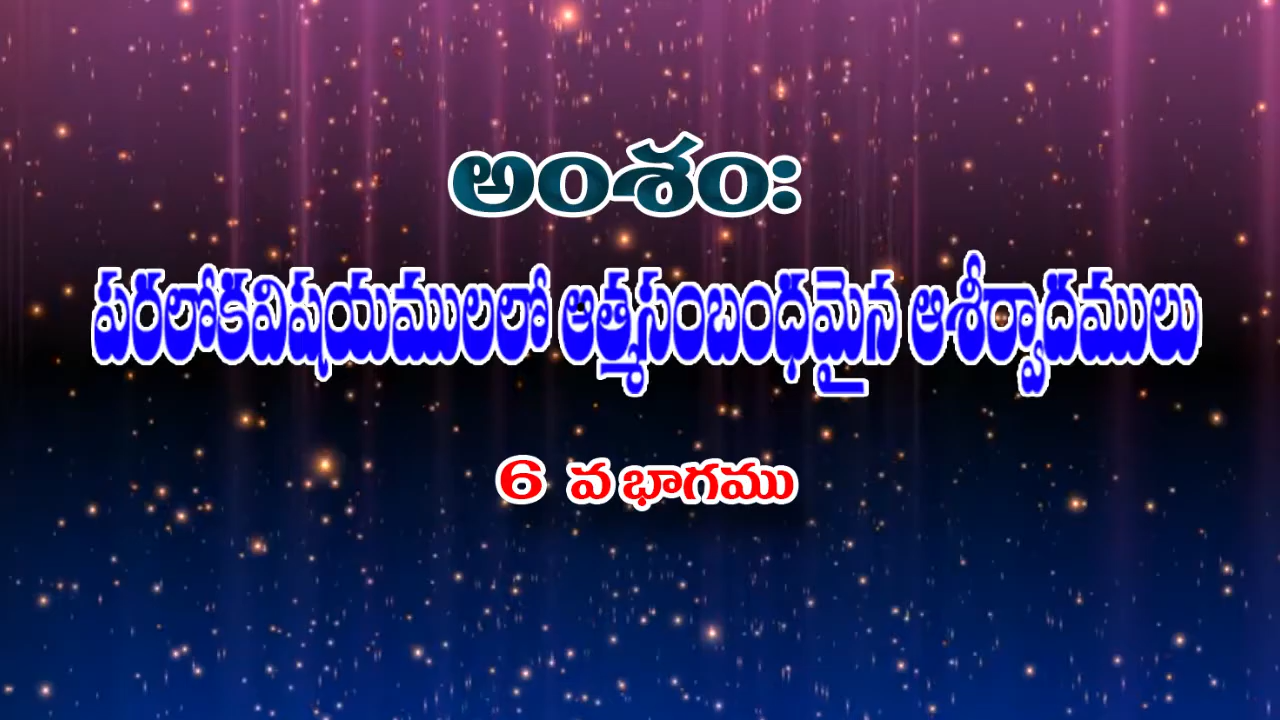 అంశం:
పరలోకవిషయములలో ఆత్మసంబంధమైన ఆశీర్వాదములు
6 వ భాగము